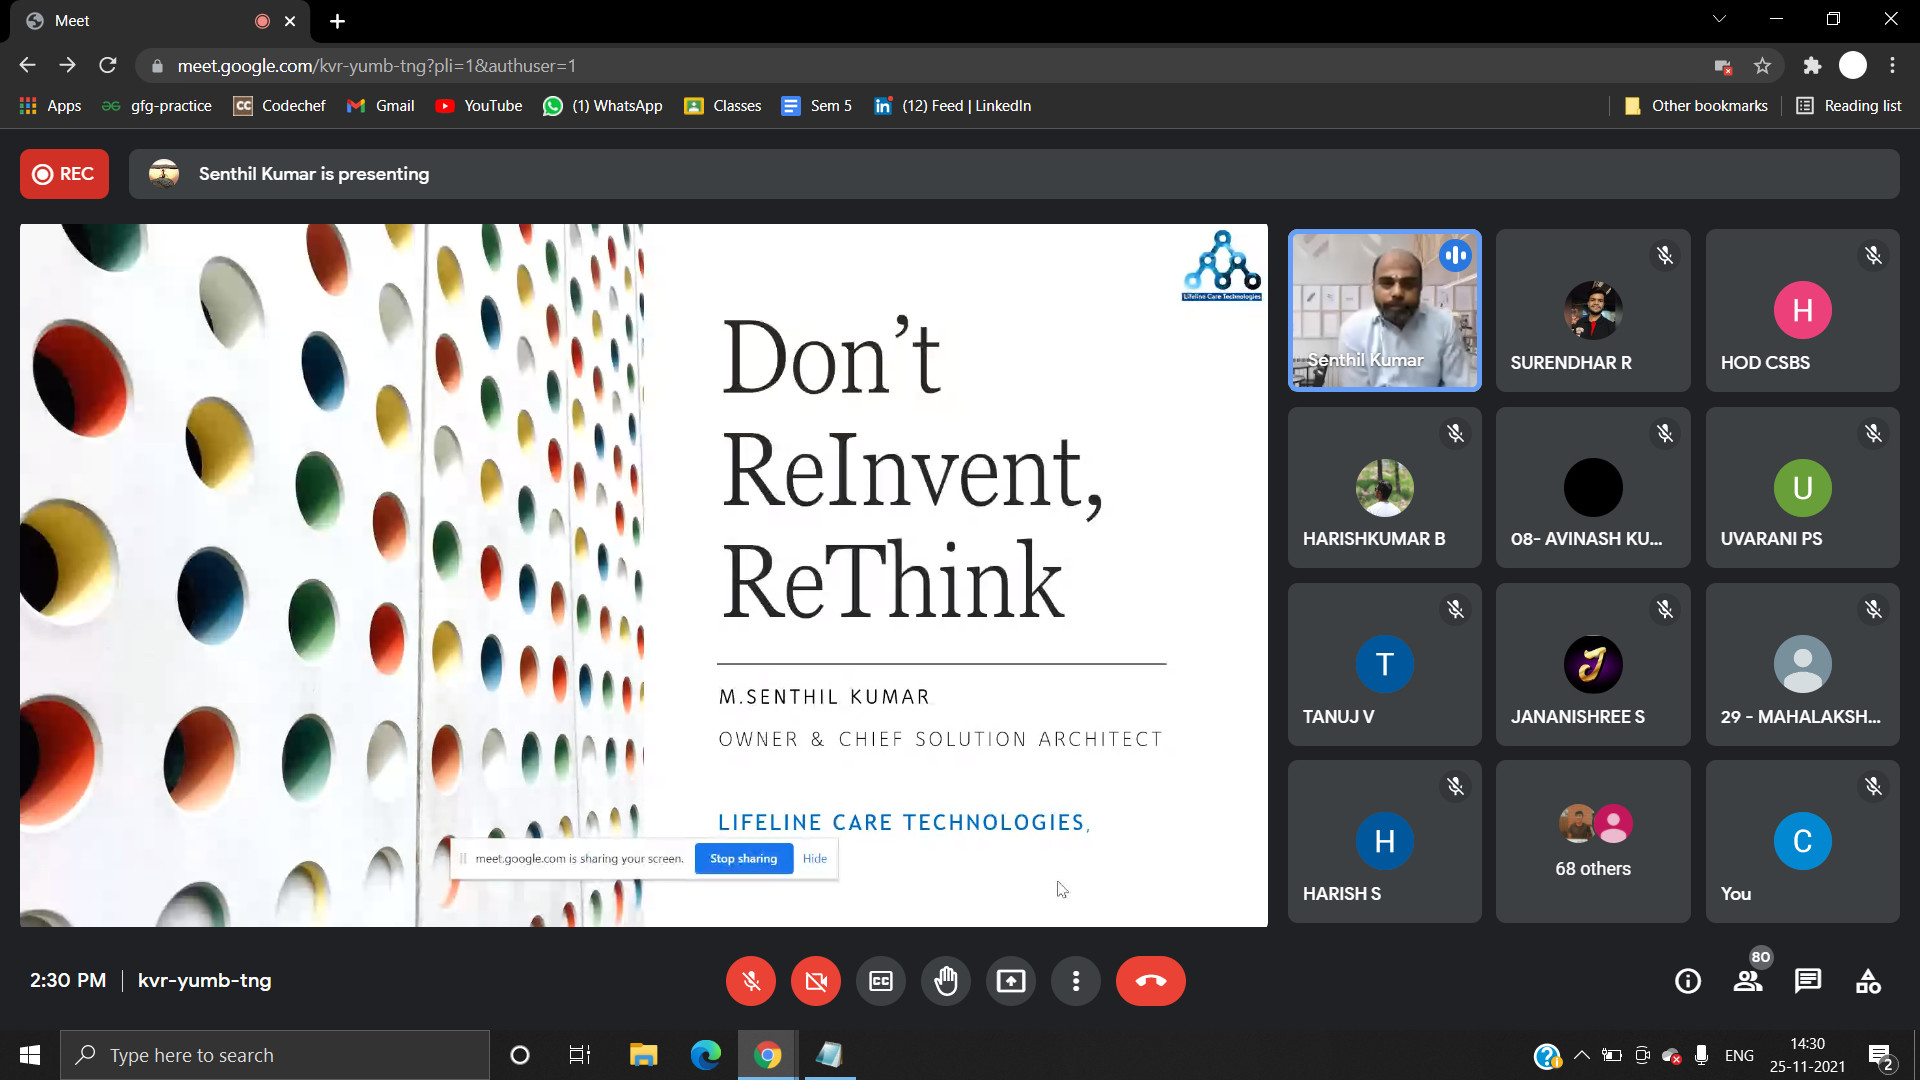 Meet
meet.google.com/kvr-yumb-tng?pli=1&authuser=1
Apps
gfg-practice
CC
Codechef
Gmail
YouTube
(1) WhatsApp
Classes
Sem 5
in
(12) Feed | LinkedIn
Other bookmarks
Reading list
REC
Senthil Kumar is presenting
Lifeline Care Technologies
Don't
ReInvent,
ReThink
M.SENTHIL KUMAR
OWNER & CHIEF SOLUTION ARCHITECT
LIFELINE CARE TECHNOLOGIES,
meet.google.com is sharing your screen.
Stop sharing
Hide
Senthil Kumar
SURENDHAR R
H
HOD CSBS
HARISHKUMAR B
08- AVINASH KU...
U
UVARANI PS
T
TANUJ V
J
JANANISHREE S
29 - MAHALAKSH...
H
HARISH S
68 others
C
You
2:30 PM
kvr-yumb-tng
CC
80
Type here to search
ENG
14:30
25-11-2021
2